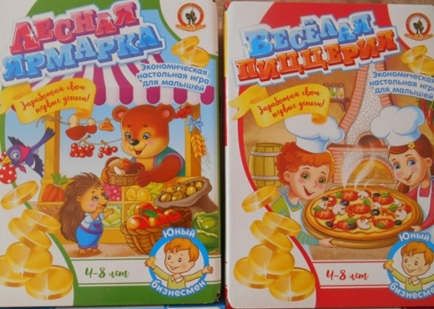 ЛЕСНАЯ
ЯРМАРКА
Экономическая
настольная игра
для малышей
Заработай свои
первые деньги!
4-8 лет
Юный
бизнесмен
ВЕСЁЛАЯ
ПИЦЦЕРИЯ
Экономическая
настольная игра
для малышей
Заработай свои
первые деньги!
4-8 лет
Юный
бизнесмен